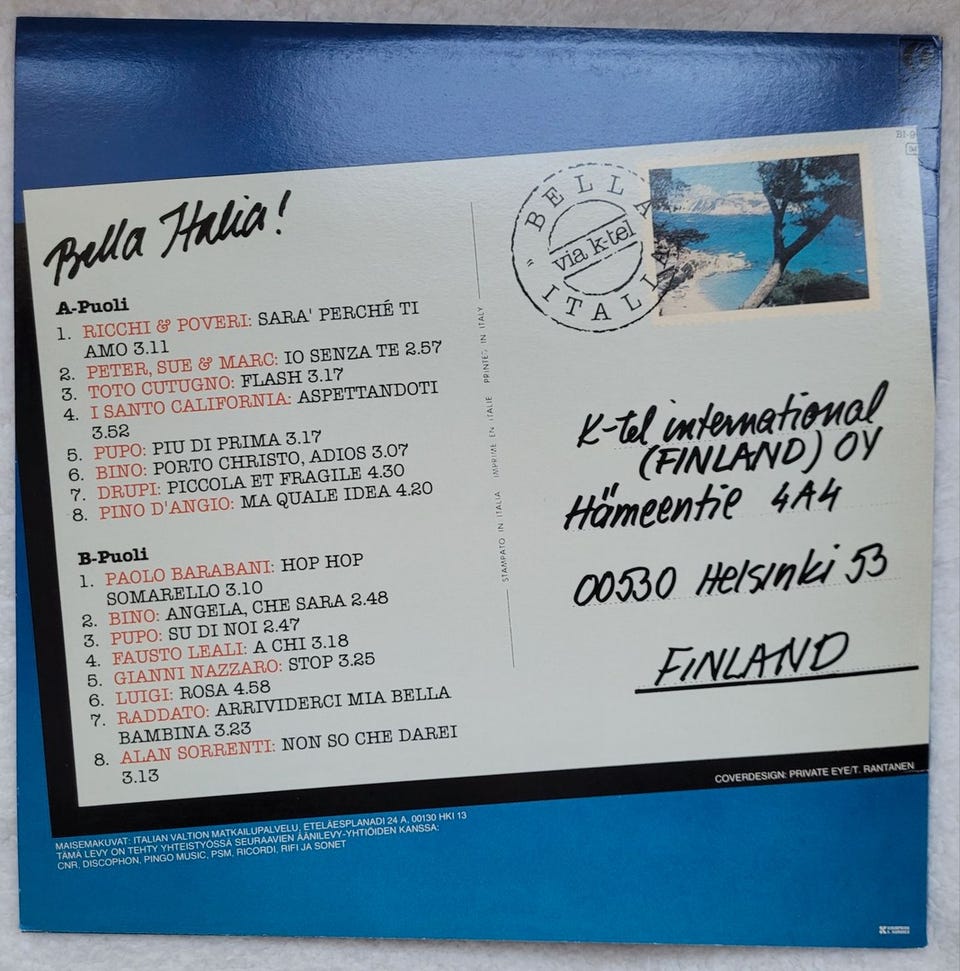 Bella Italia!
A-Puoli
1. RICCHI & POVERI: SARA' PERCHÉ TI
AMO 3.11
2. PETER, SUE & MARC: IO SENZA TE 2.57
3. TOTO CUTUGNO: FLASH 3.17
4. I SANTO CALIFORNIA: ASPETTANDOTI
3.52
5. PUPO: PIU DI PRIMA 3.17
6. BINO: PORTO CHRISTO, ADIOS 3.07
7. DRUPI: PICCOLA ET FRAGILE 4.30
8. PINO D'ANGIO: MA QUALE IDEA 4.20
B-Puoli
1. PAOLO BARABANI: HOP HOP
SOMARELLO 3.10
2. BINO: ANGELA, CHE SARA 2.48
3. PUPO: SU DI NOI 2.47
4. FAUSTO LEALI: A CHI 3.18
5. GIANNI NAZZARO: STOP 3.25
6. LUIGI: ROSA 4.58
7. RADDATO: ARRIVIDERCI MIA BELLA
BAMBINA 3.23
8. ALAN SORRENTI: NON SO CHE DAREI
3.13
STAMPATO IN ITALIA IMPRIME EN ITALIE PRINTED IN ITALY
BELLA
via k-tel
ITALIA
BI-9
K-tel international
(FINLAND) OY
Hämeentie 4A4
00530 Helsinki 53
FINLAND
COVERDESIGN: PRIVATE EYE/T. RANTANEN
MAISEMAKUVAT: ITALIAN VALTION MATKAILUPALVELU, ETELÄESPLANADI 24 A, 00130 HKI 13
TÄMÄ LEVY ON TEHTY YHTEISTYÖSSÄ SEURAAVIEN ÄÄNILEVY-YHTIÖIDEN KANSSA:
CNR, DISCOPHON, PINGO MUSIC, PSM, RICORDI, RIFI JA SONET